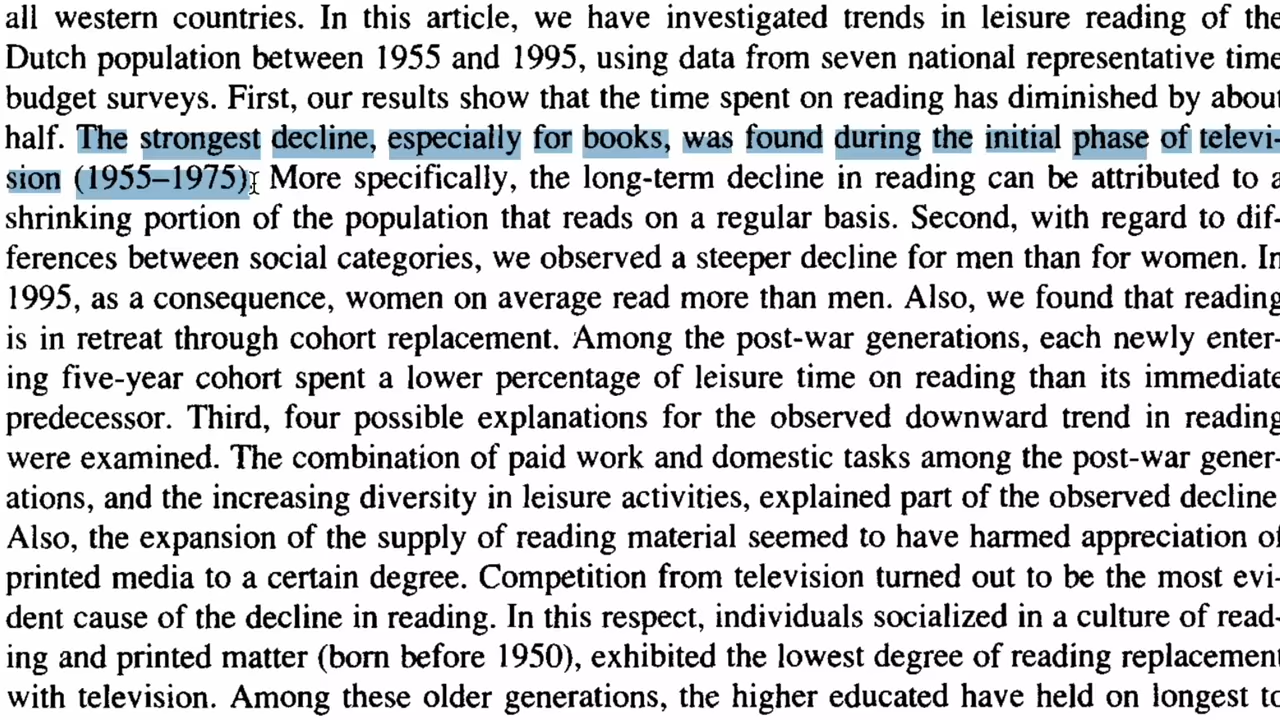 all western countries. In this article, we have investigated trends in leisure reading of the
Dutch population between 1955 and 1995, using data from seven national representative time
budget surveys. First, our results show that the time spent on reading has diminished by about
half. The strongest decline, especially for books, was found during the initial phase of televi-
sion (1955–1975). More specifically, the long-term decline in reading can be attributed to a
shrinking portion of the population that reads on a regular basis. Second, with regard to dif-
ferences between social categories, we observed a steeper decline for men than for women. In
1995, as a consequence, women on average read more than men. Also, we found that reading
is in retreat through cohort replacement. Among the post-war generations, each newly enter-
ing five-year cohort spent a lower percentage of leisure time on reading than its immediate
predecessor. Third, four possible explanations for the observed downward trend in reading
were examined. The combination of paid work and domestic tasks among the post-war gener-
ations, and the increasing diversity in leisure activities, explained part of the observed decline
Also, the expansion of the supply of reading material seemed to have harmed appreciation of
printed media to a certain degree. Competition from television turned out to be the most evi-
dent cause of the decline in reading. In this respect, individuals socialized in a culture of read-
ing and printed matter (born before 1950), exhibited the lowest degree of reading replacement
with television. Among these older generations, the higher educated have held on longest to